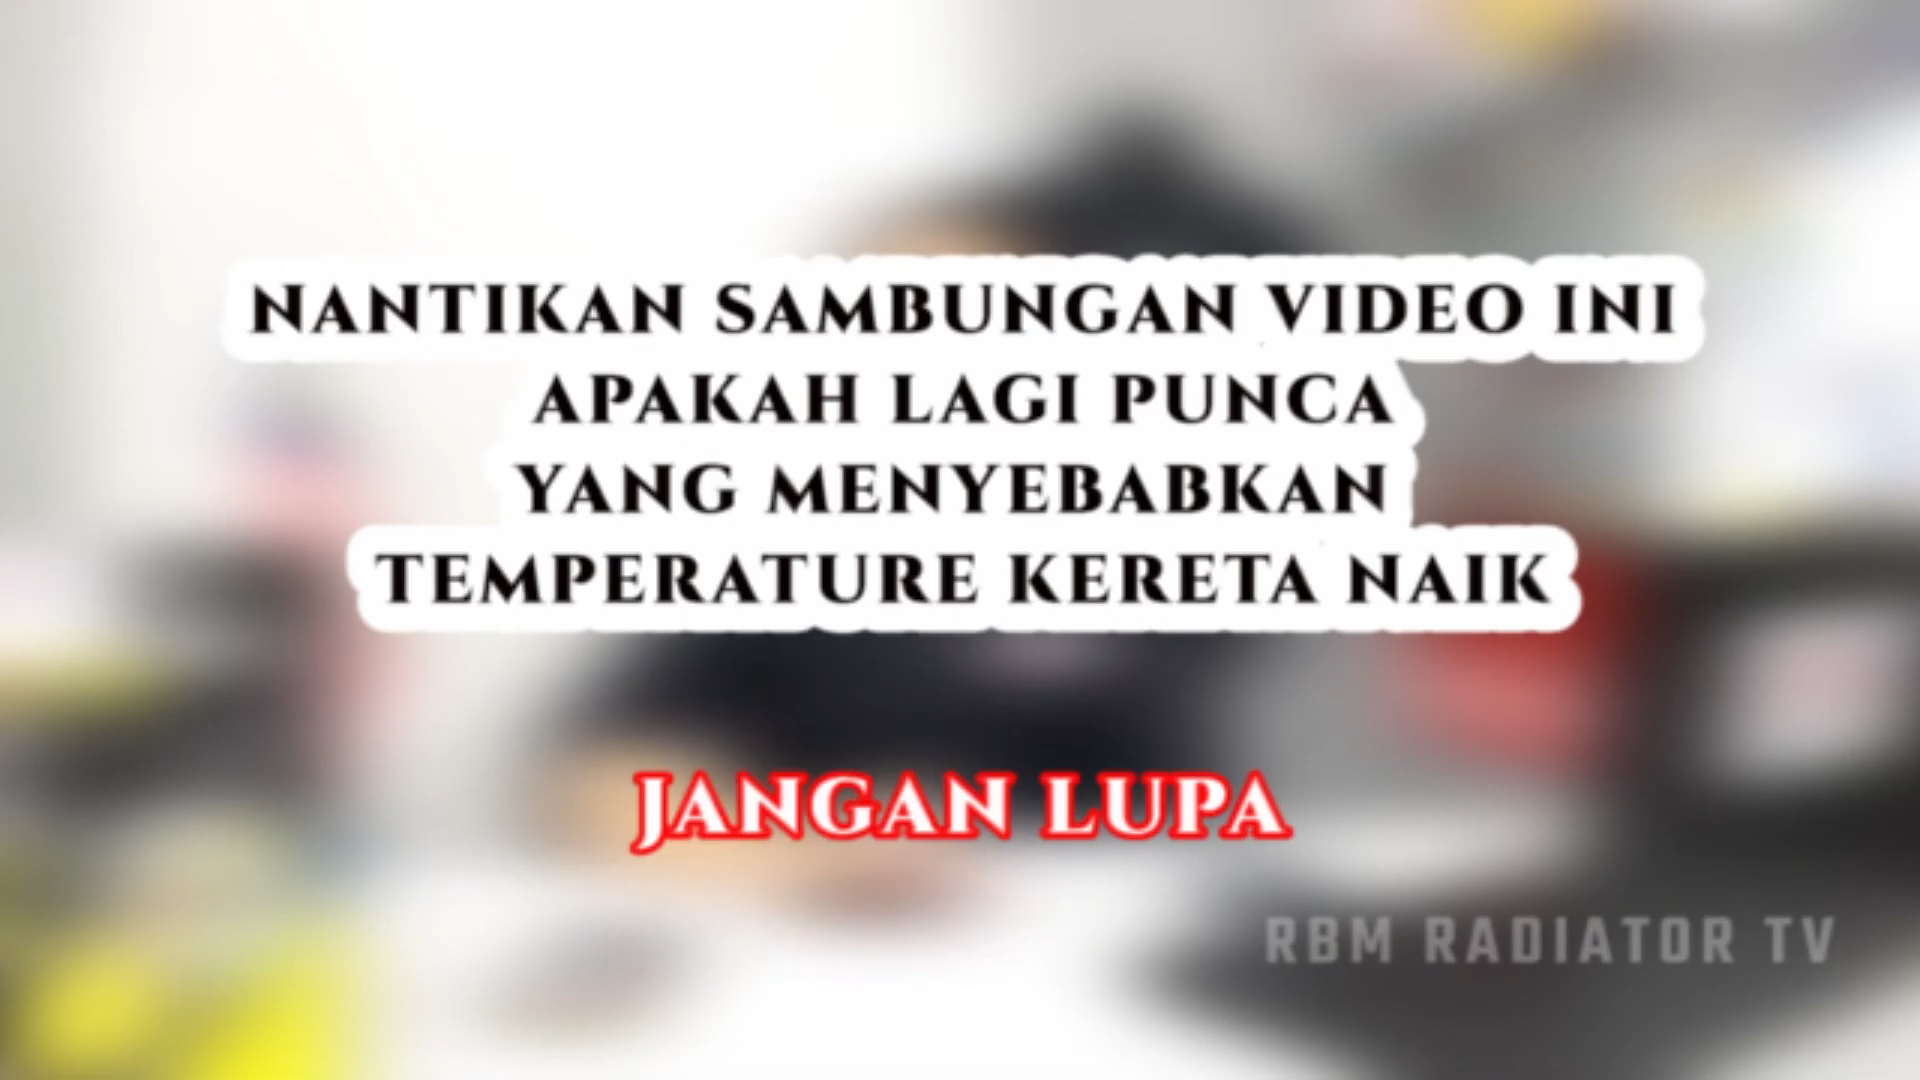 NANTIKAN SAMBUNGAN VIDEO INI
APAKAH LAGI PUNCA
YANG MENYEBABKAN
TEMPERATURE KERETA NAIK
JANGAN LUPA
RBM RADIATOR TV